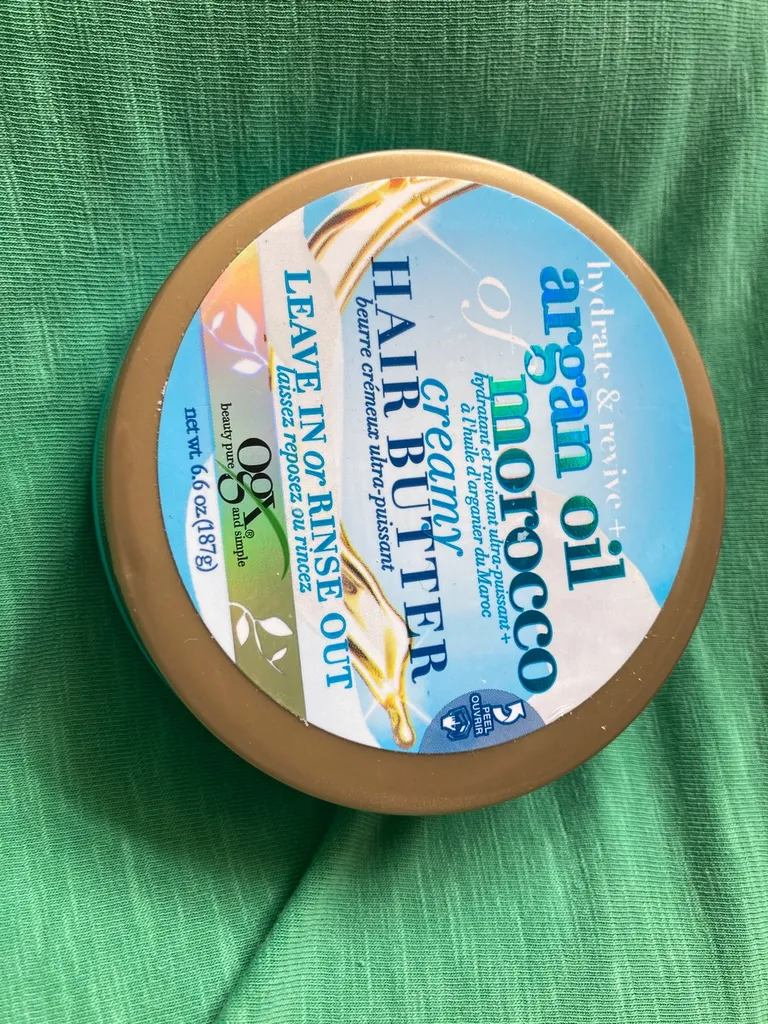 hydrate & revive +
argan oil
of morocco
hydratant et ravivant ultra-puissant +
à l'huile d'arganier du Maroc
creamy
HAIR BUTTER
beurre crémeux ultra-puissant
LEAVE IN or RINSE OUT
laissez reposez ou rincez
ogx®
beauty pure and simple
net wt. 6.6 oz (187g)
PEEL
OUVRIR